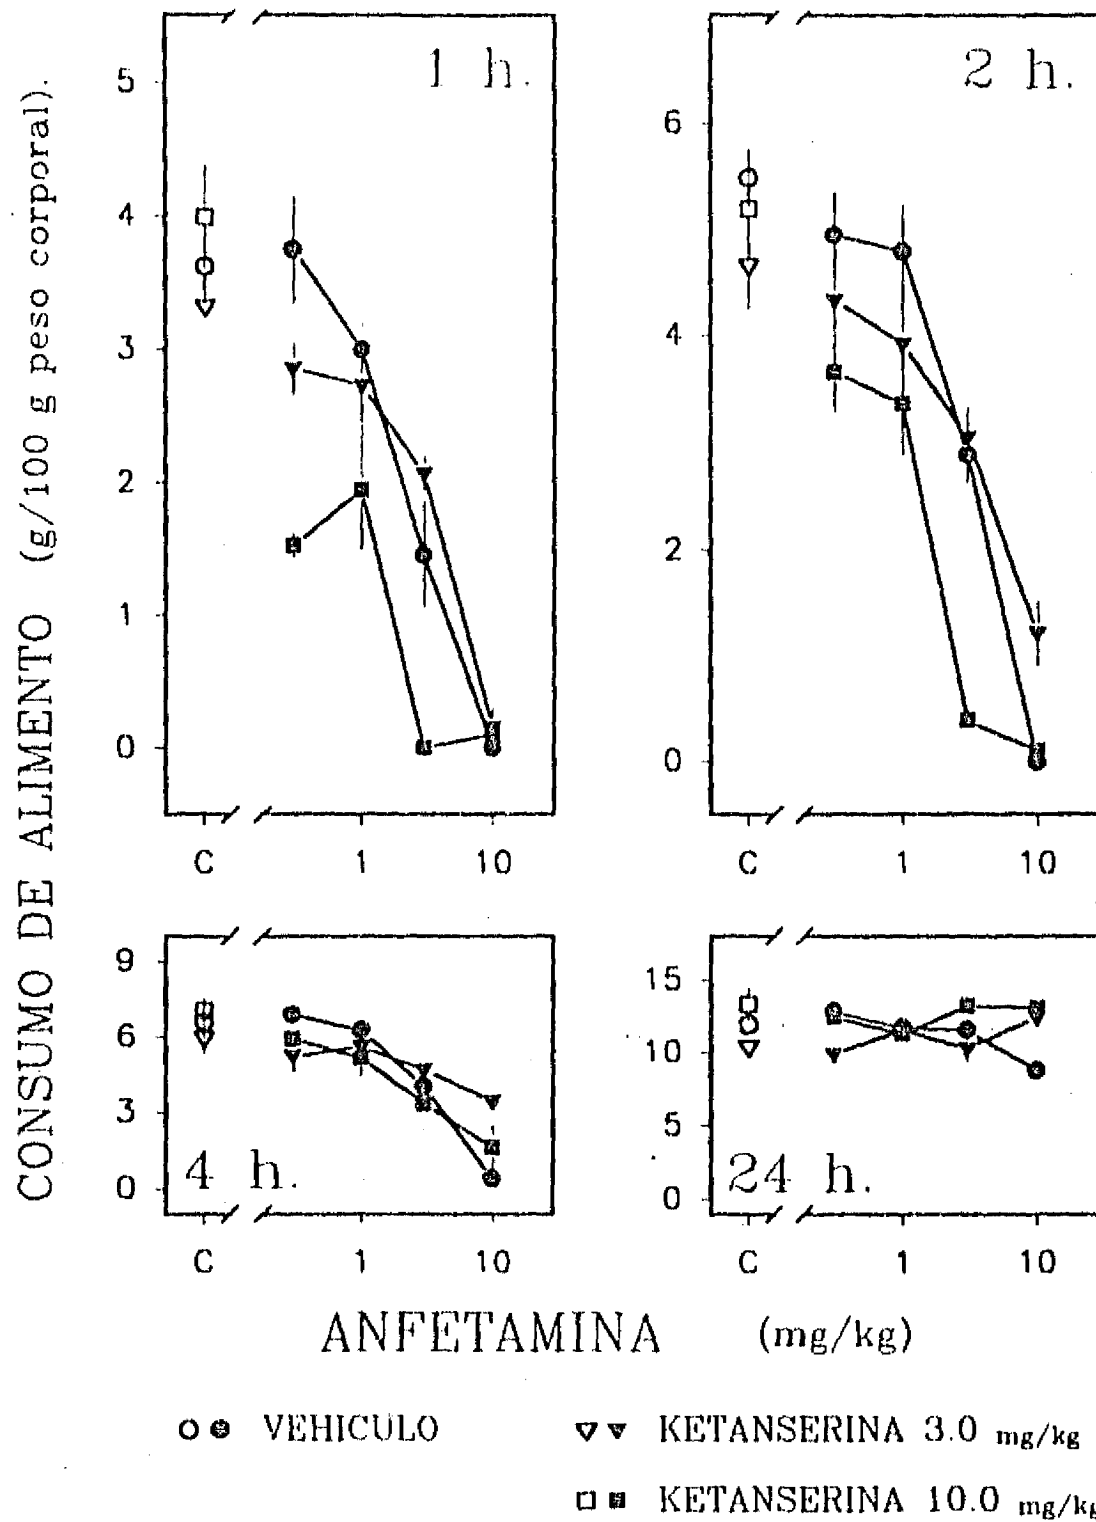 CONSUMO DE ALIMENTO (g/100 g peso corporal).
1 h.
5
4
3
2
1
0
C 1 10
2 h.
6
4
2
0
C 1 10
4 h.
9
6
3
0
C 1 10
24 h.
15
10
5
0
C 1 10
ANFETAMINA (mg/kg)
VEHICULO
KETANSERINA 3.0 mg/kg
KETANSERINA 10.0 mg/kg